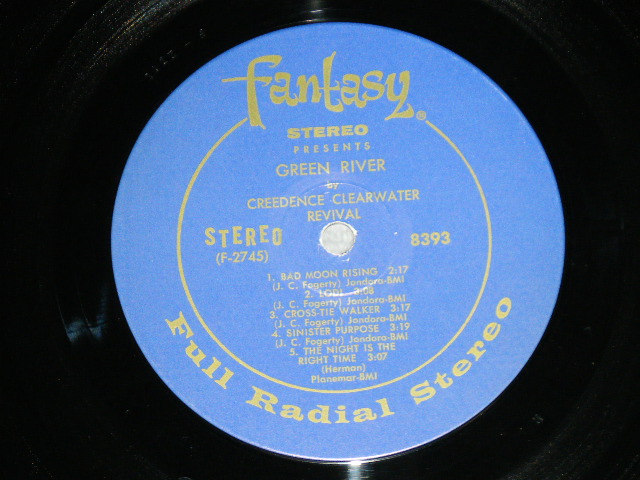 fantasy®
STEREO
PRESENTS
GREEN RIVER
by
CREEDENCE CLEARWATER
REVIVAL
STEREO
(F-2745)
8393
1. BAD MOON RISING 2:17
(J. C. Fogerty) Jondora-BMI
2. LODI 3:08
(J. C. Fogerty) Jondora-BMI
3. CROSS-TIE WALKER 3:17
(J. C. Fogerty) Jondora-BMI
4. SINISTER PURPOSE 3:19
(J. C. Fogerty) Jondora-BMI
5. THE NIGHT IS THE
RIGHT TIME 3:07
(Herman)
Planemar-BMI
Full Radial Stereo